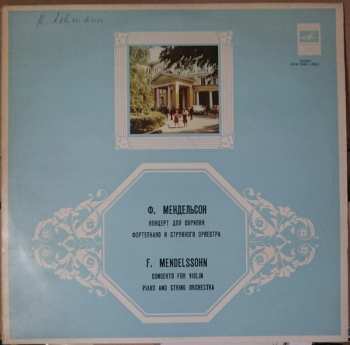 Ф. МЕНДЕЛЬСОН
КОНЦЕРТ ДЛЯ СКРИПКИ,
ФОРТЕПИАНО И СТРУННОГО ОРКЕСТРА
F. MENDELSSOHN
CONCERTO FOR VIOLIN
PIANO AND STRING ORCHESTRA